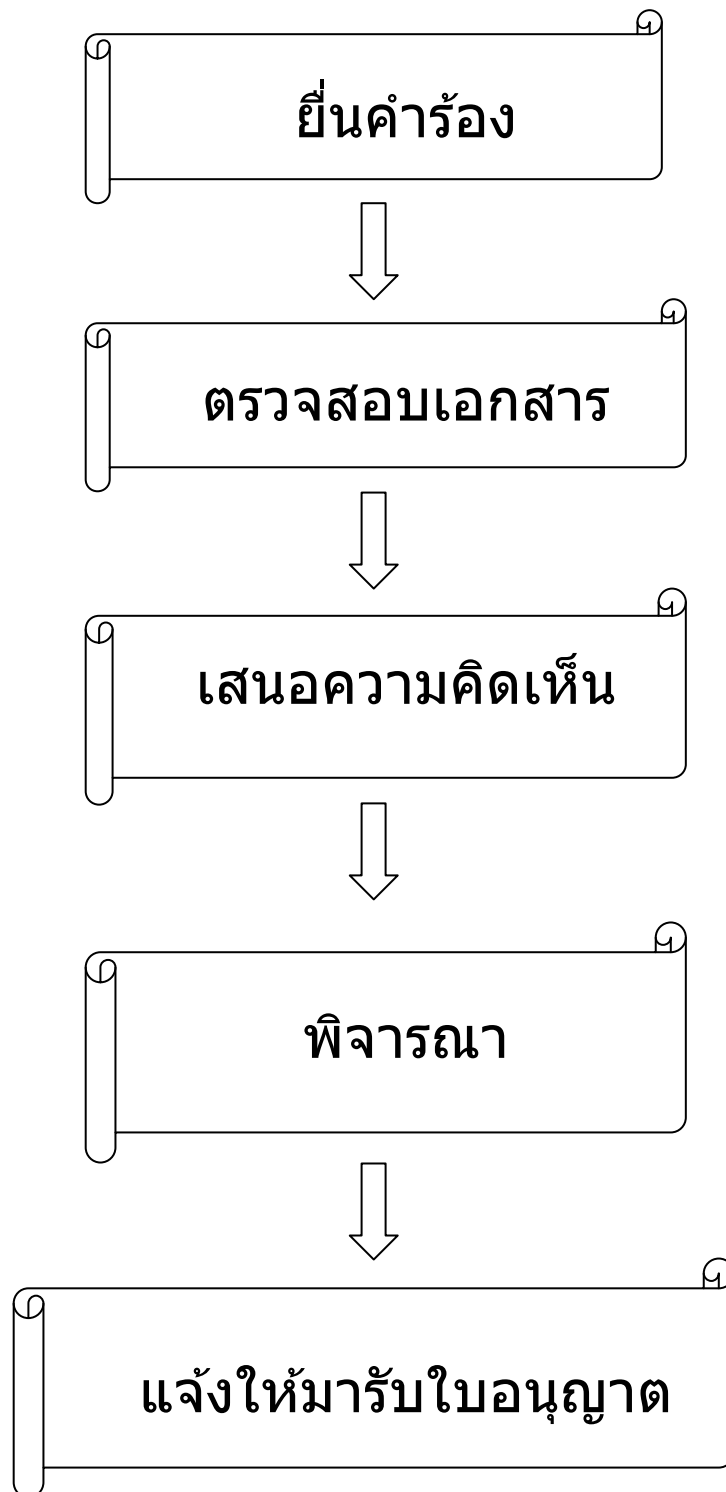 ยื่นคำร้อง
ตรวจสอบเอกสาร
เสนอความคิดเห็น
พิจารณา
แจ้งให้มารับใบอนุญาต